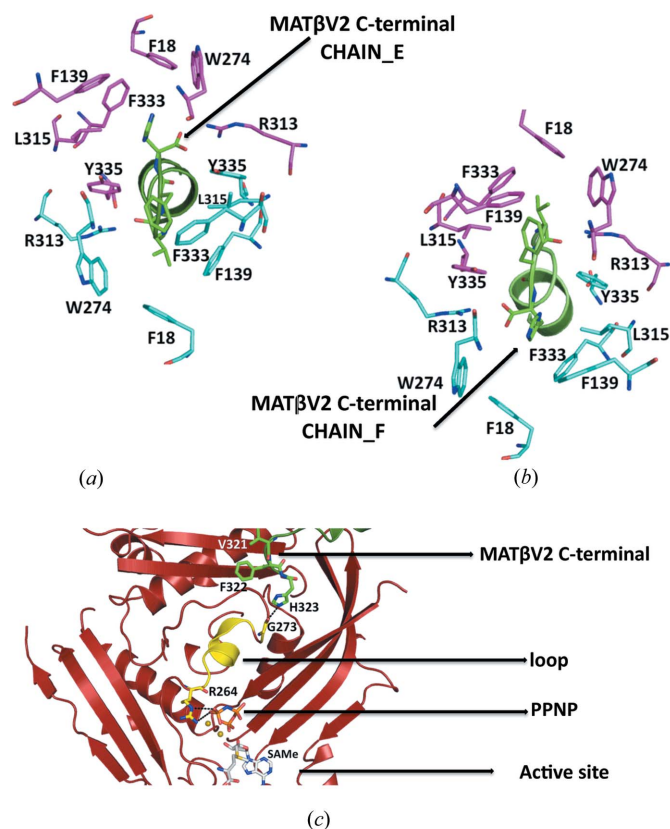 MATβV2 C-terminal
CHAIN_E
F18
W274
F139
F333
L315
R313
Y335
Y335
L315
R313
F333
F139
W274
F18
(a)
F18
W274
F333
F139
L315
R313
Y335
Y335
R313
L315
F333
F139
W274
MATβV2 C-terminal
CHAIN_F
F18
(b)
V321
MATβV2 C-terminal
F322
H323
G273
loop
R264
PPNP
SAMe
Active site
(c)